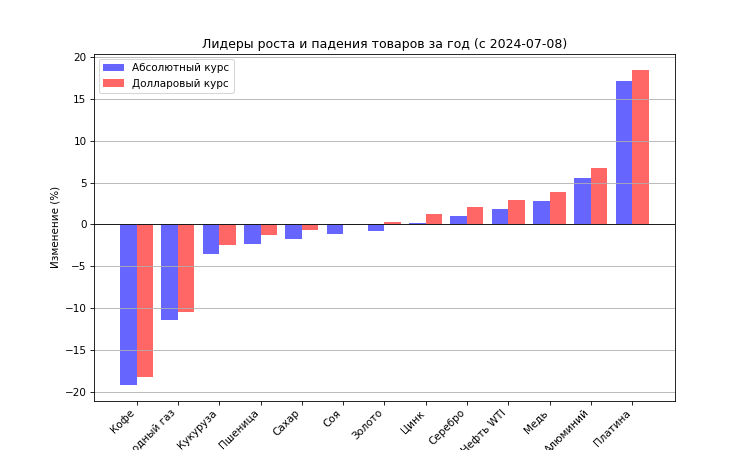 Лидеры роста и падения товаров за год (с 2024-07-08)
Абсолютный курс
Долларовый курс
Изменение (%)
20
15
10
5
0
−5
−10
−15
−20
Кофе
одный газ
Кукуруза
Пшеница
Сахар
Соя
Золото
Цинк
Серебро
Нефть WTI
Медь
Алюминий
Платина